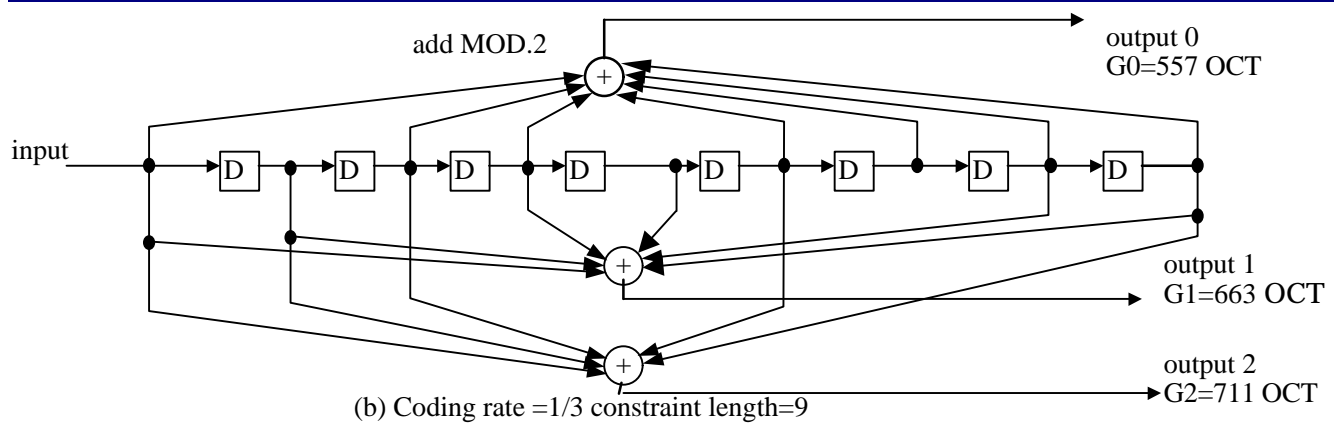 add MOD.2
output 0
G0=557 OCT
+
input
D D D D D D D D
+
output 1
G1=663 OCT
+
output 2
G2=711 OCT
(b) Coding rate =1/3 constraint length=9